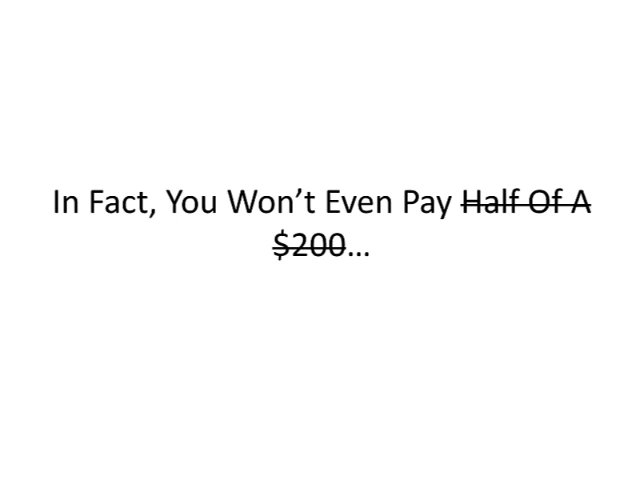 In Fact, You Won’t Even Pay Half Of A
$200…